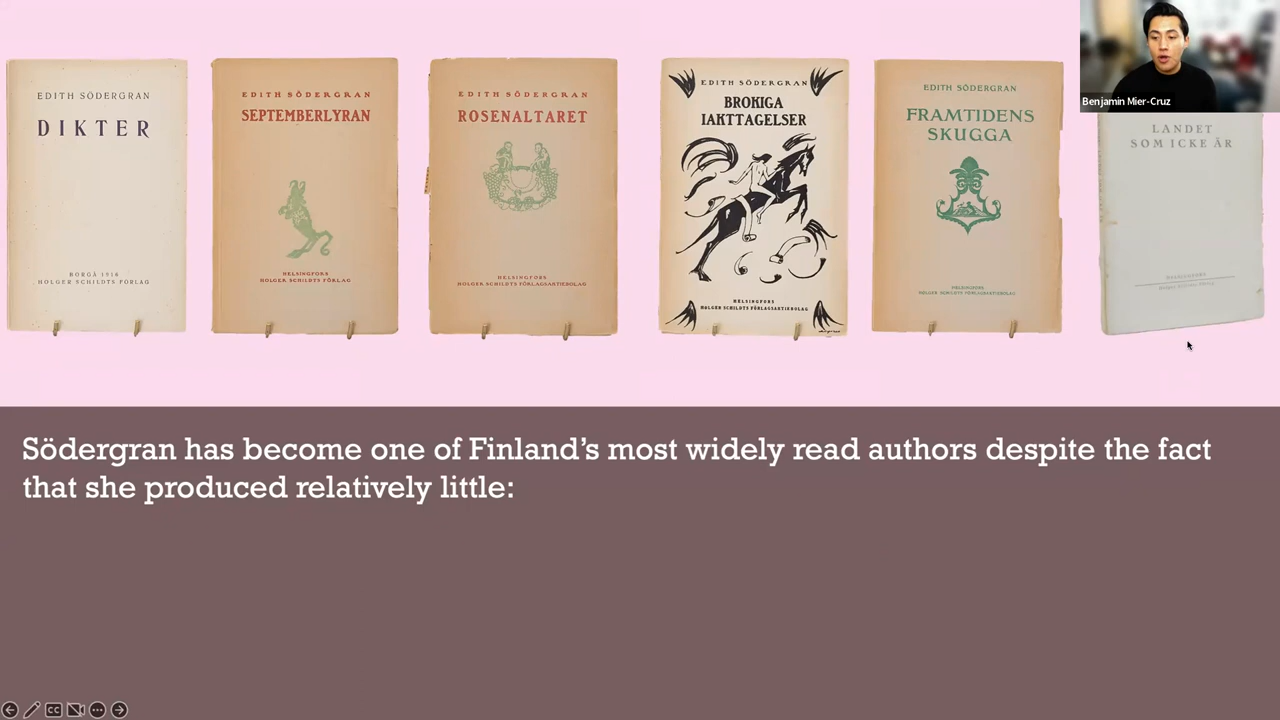 EDITH SÖDERGRAN
DIKTER
BORGÅ 1916
HOLGER SCHILDTS FÖRLAG
EDITH SÖDERGRAN
SEPTEMBERLYRAN
HELSINGFORS
HOLGER SCHILDTS FÖRLAG
EDITH SÖDERGRAN
ROSENALTARET
HELSINGFORS
HOLGER SCHILDTS FÖRLAGSAKTIEBOLAG
EDITH SÖDERGRAN
BROKIGA
IAKTTAGELSER
HELSINGFORS
HOLGER SCHILDTS FÖRLAGSAKTIEBOLAG
EDITH SÖDERGRAN
FRAMTIDENS
SKUGGA
HELSINGFORS
HOLGER SCHILDTS FÖRLAGSAKTIEBOLAG
LANDET
SOM ICKE ÄR
HELSINGFORS
Benjamin Mier-Cruz
Södergran has become one of Finland’s most widely read authors despite the fact
that she produced relatively little:
CC